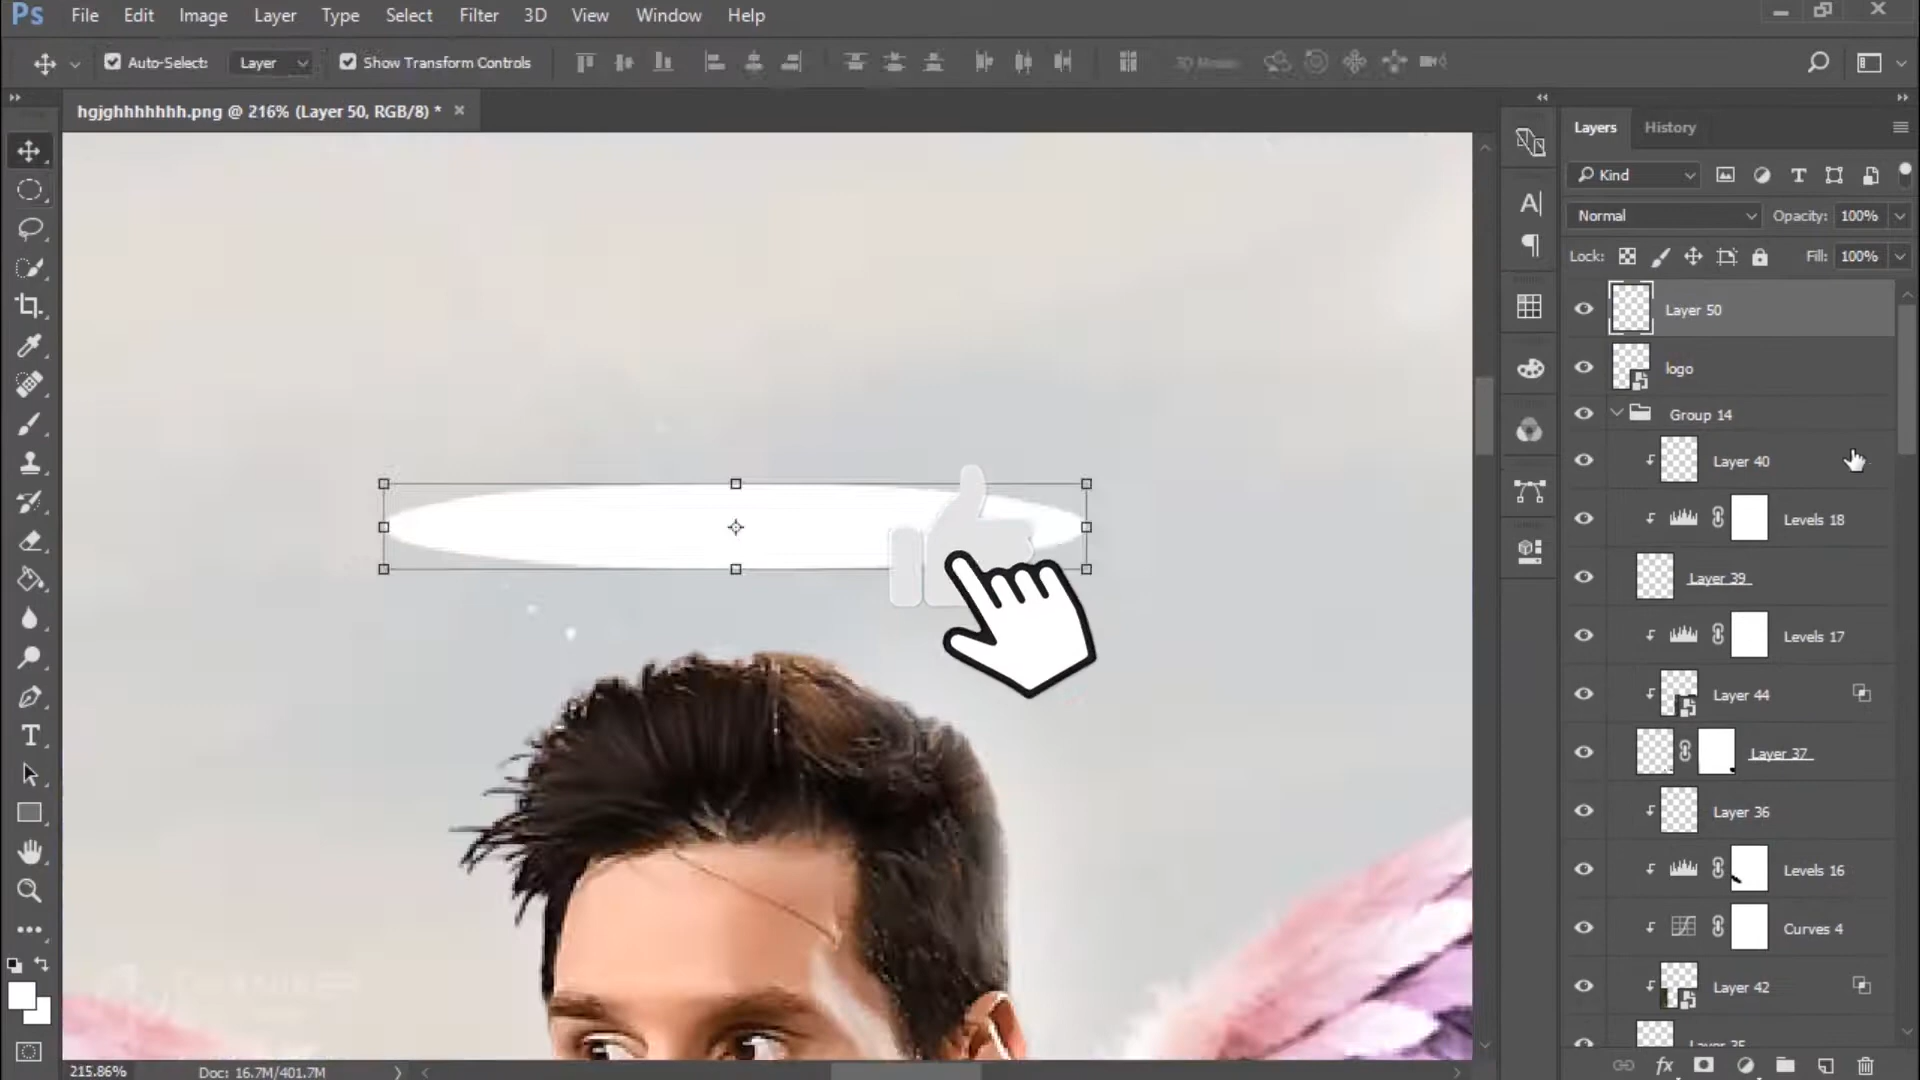 Ps File Edit Image Layer Type Select Filter 3D View Window Help
Auto-Select: Layer Show Transform Controls
hgjghhhhhhh.png @ 216% (Layer 50, RGB/8) *
Layers History
Kind
Normal Opacity: 100%
Lock: Fill: 100%
Layer 50
logo
Group 14
Layer 40
Levels 18
Layer 39
Levels 17
Layer 44
Layer 37
Layer 36
Levels 16
Curves 4
Layer 42
Layer 35
215.86% Doc: 16.7M/401.7M